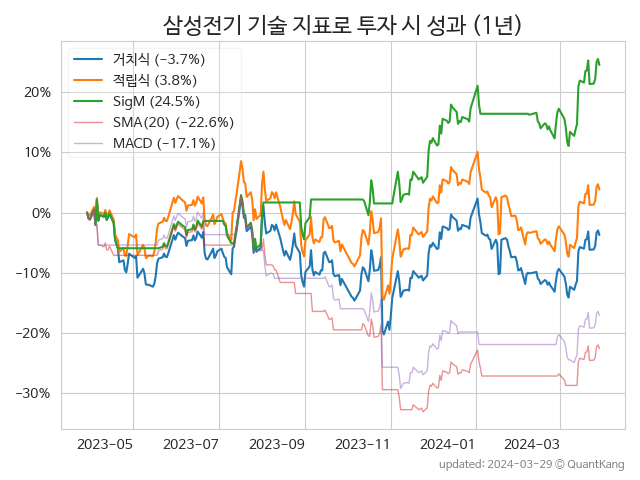 삼성전기 기술 지표로 투자 시 성과 (1년)
거치식 (−3.7%)
적립식 (3.8%)
SigM (24.5%)
SMA(20) (−22.6%)
MACD (−17.1%)
20%
10%
0%
−10%
−20%
−30%
2023−05 2023−07 2023−09 2023−11 2024−01 2024−03
updated: 2024−03−29 ⓒ QuantKang